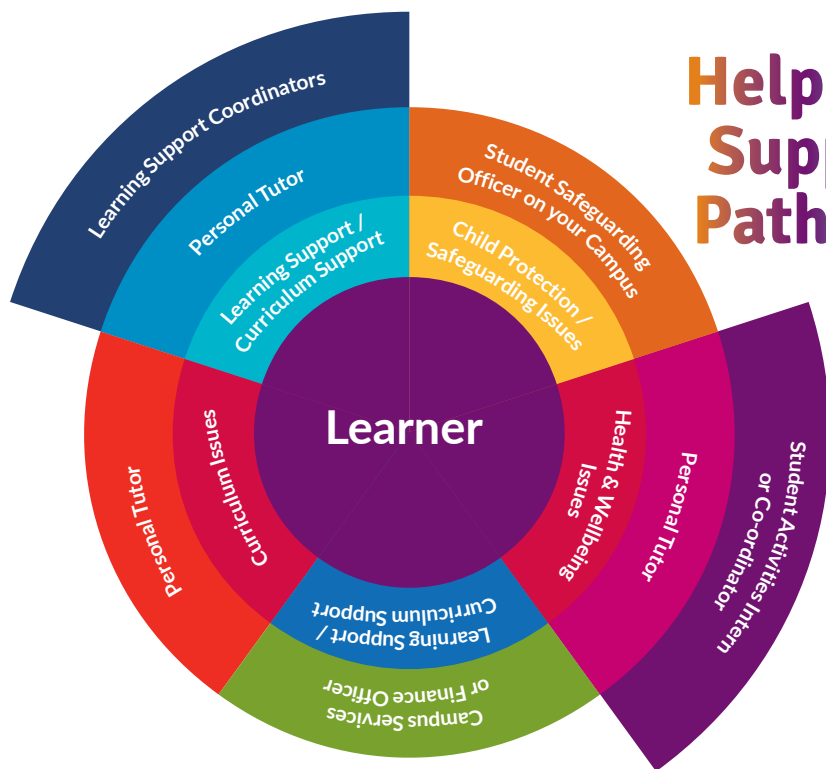 Help
Supp
Path
Learning Support Coordinators
Personal Tutor
Learning Support /
Curriculum Support
Student Safeguarding
Officer on your Campus
Child Protection /
Safeguarding Issues
Learner
Health & Wellbeing
Issues
Personal Tutor
Student Activities Intern
or Co-ordinator
Learning Support /
Curriculum Support
Campus Services
or Finance Officer
Curriculum Issues
Personal Tutor